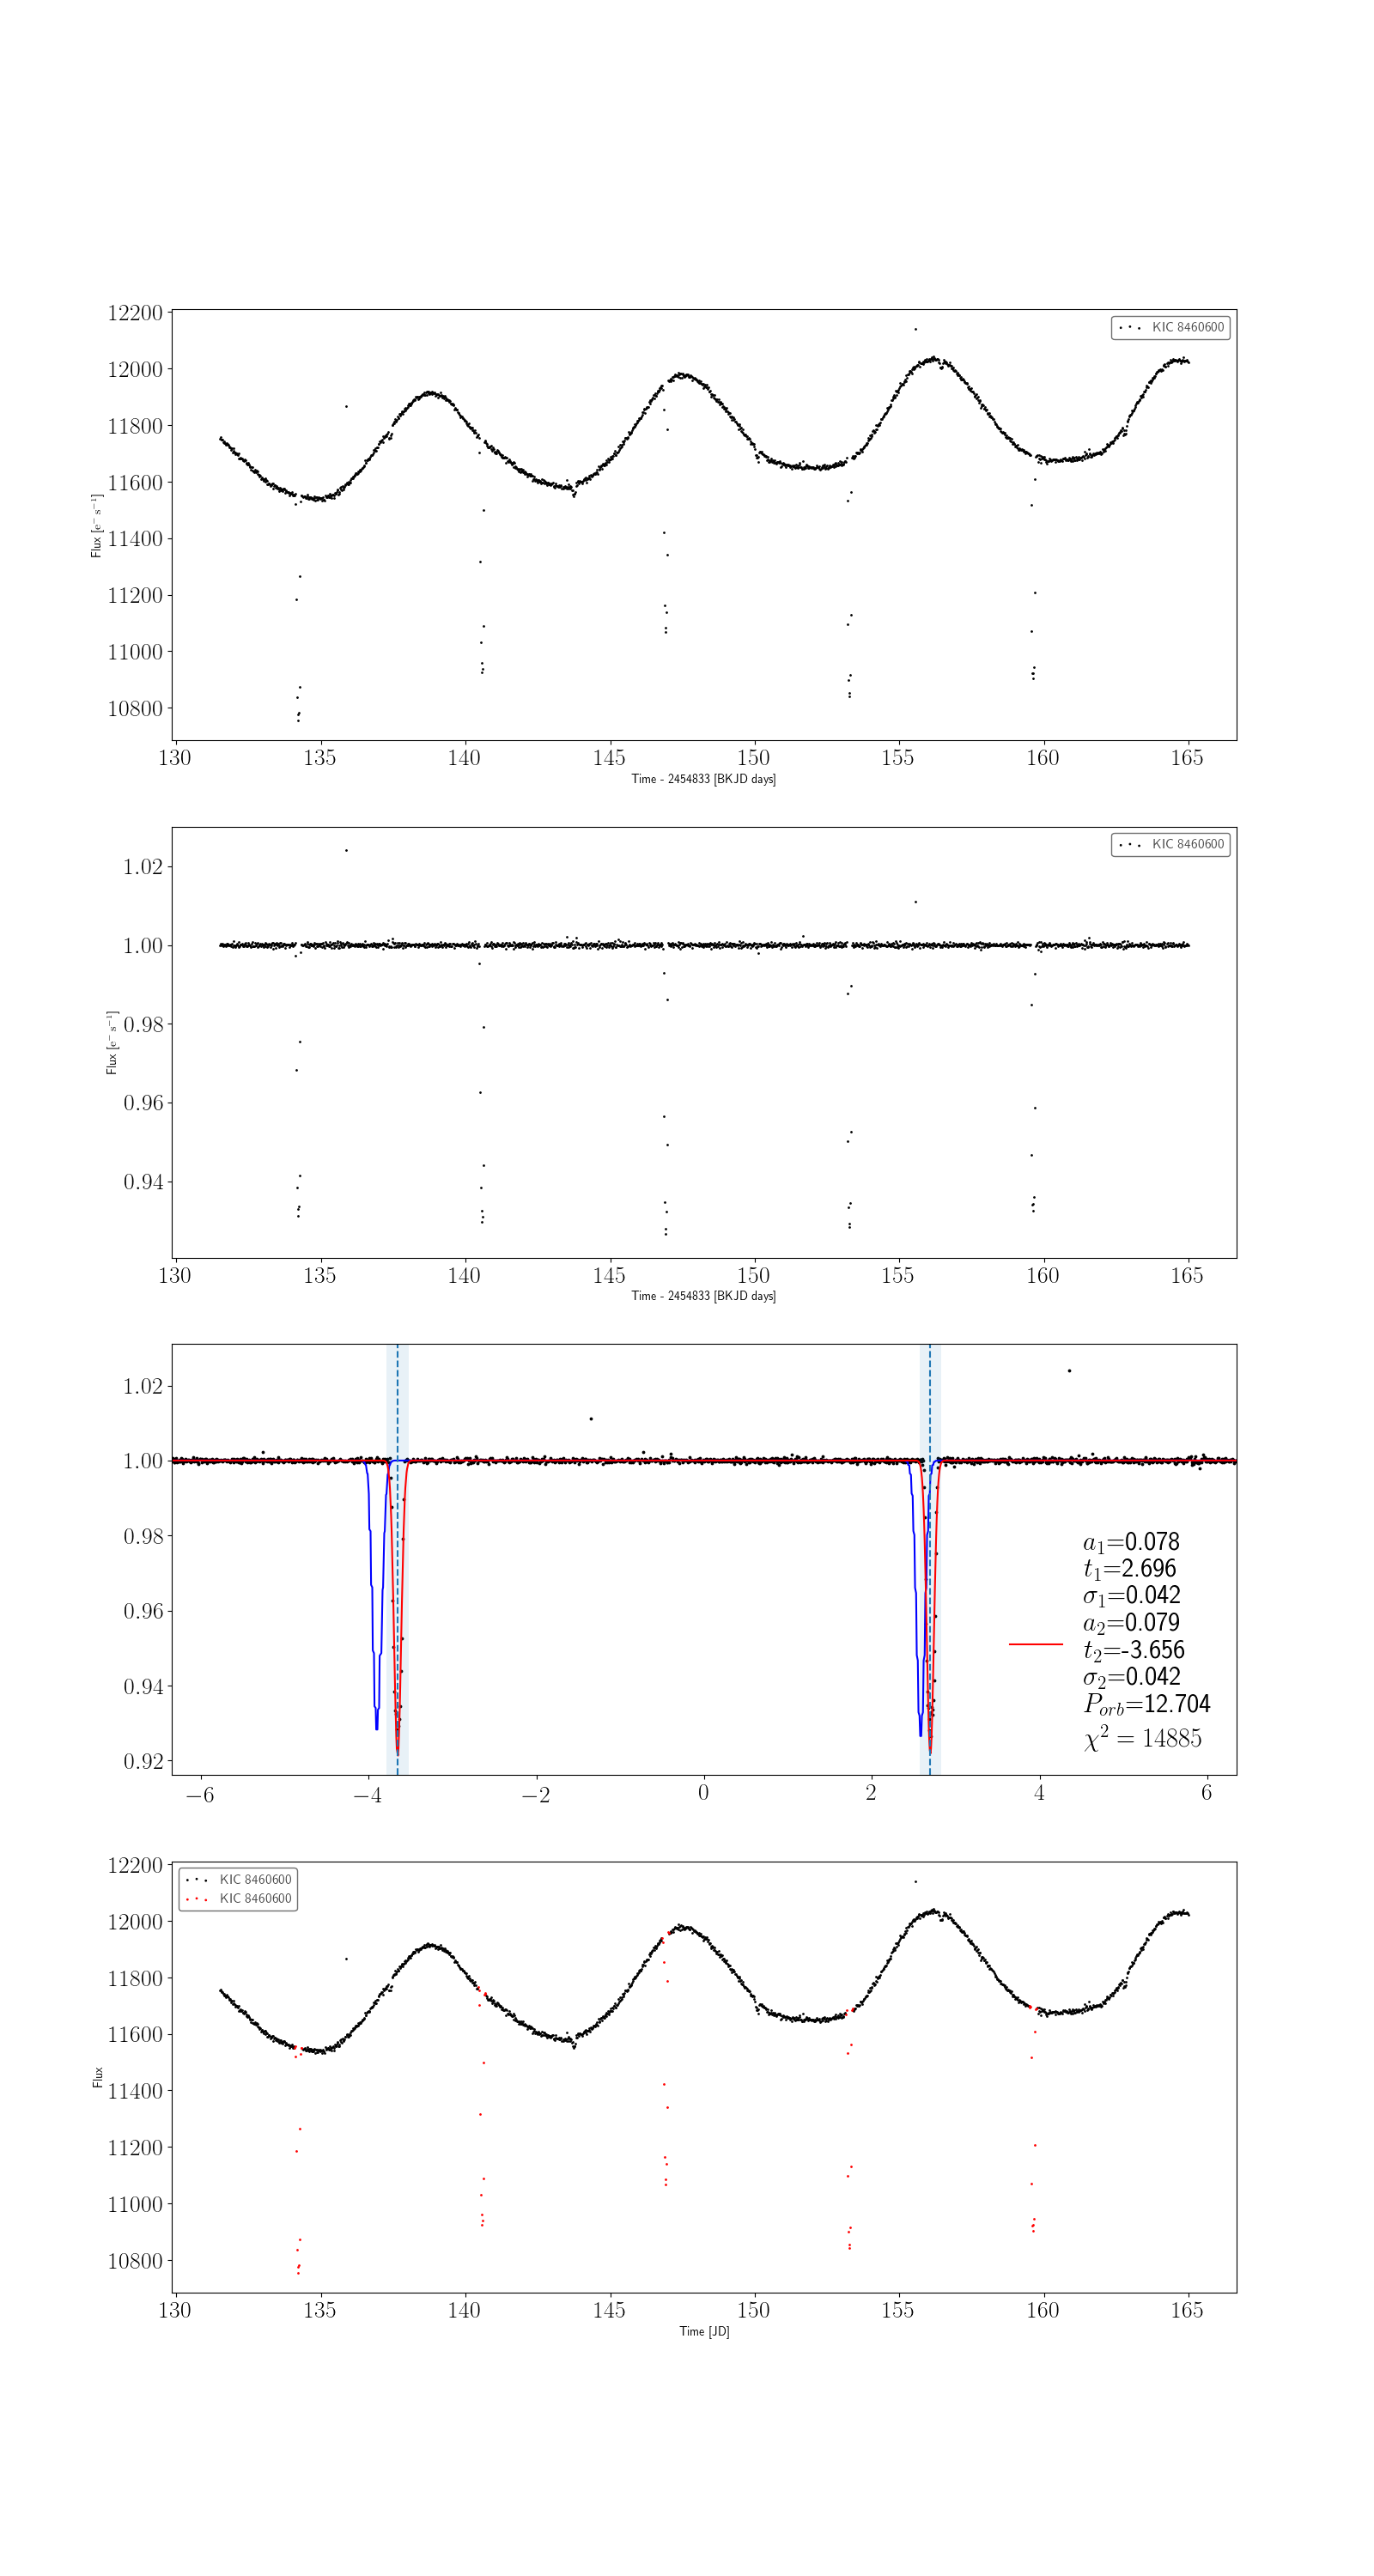 12200
12000
11800
11600
11400
11200
11000
10800
Flux [e⁻ s⁻¹]
KIC 8460600
130 135 140 145 150 155 160 165
Time - 2454833 [BKJD days]
1.02
1.00
0.98
0.96
0.94
Flux [e⁻ s⁻¹]
KIC 8460600
130 135 140 145 150 155 160 165
Time - 2454833 [BKJD days]
1.02
1.00
0.98
0.96
0.94
0.92
a₁=0.078
t₁=2.696
σ₁=0.042
a₂=0.079
t₂=-3.656
σ₂=0.042
P_orb=12.704
χ² = 14885
−6 −4 −2 0 2 4 6
12200
12000
11800
11600
11400
11200
11000
10800
Flux
KIC 8460600
KIC 8460600
130 135 140 145 150 155 160 165
Time [JD]